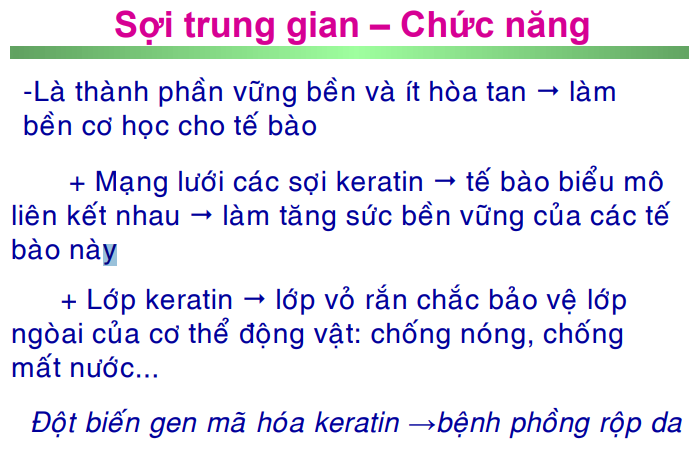 Sợi trung gian – Chức năng
-Là thành phần vững bền và ít hòa tan → làm
bền cơ học cho tế bào
+ Mạng lưới các sợi keratin → tế bào biểu mô
liên kết nhau → làm tăng sức bền vững của các tế
bào này
+ Lớp keratin → lớp vỏ rắn chắc bảo vệ lớp
ngòai của cơ thể động vật: chống nóng, chống
mất nước...
Đột biến gen mã hóa keratin →bệnh phồng rộp da